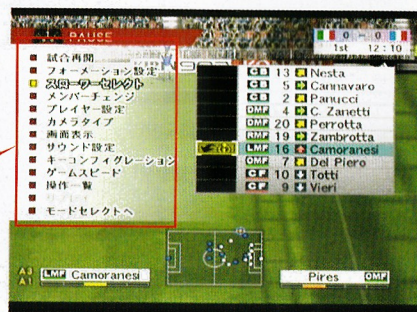 PAUSE
0 - 0
1st 12:10
試合再開
フォーメーション設定
スローワーセレクト
メンバーチェンジ
プレイヤー設定
カメラタイプ
画面表示
サウンド設定
キーコンフィグレーション
ゲームスピード
操作一覧
モードセレクトへ
CB 13 Nesta
CB 5 Cannavaro
CB 2 Panucci
DMF 4 C. Zanetti
DMF 20 Perrotta
RMF 19 Zambrotta
LMF 16 Camoranesi
OMF 7 Del Piero
CF 10 Totti
CF 9 Vieri
A3
A1
LMF Camoranesi
Pires OMF